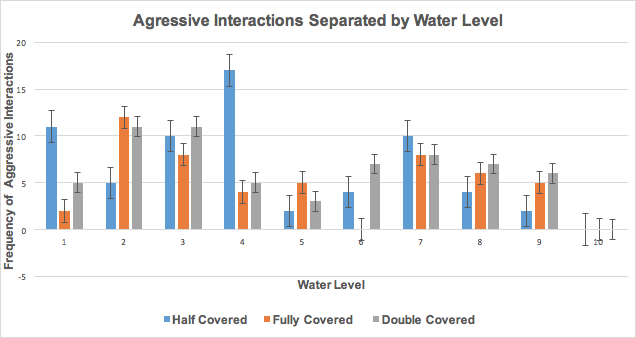 Agressive Interactions Separated by Water Level
Frequency of Aggressive Interactions
20
15
10
5
0
-5
1 2 3 4 5 6 7 8 9 10
Water Level
Half Covered Fully Covered Double Covered